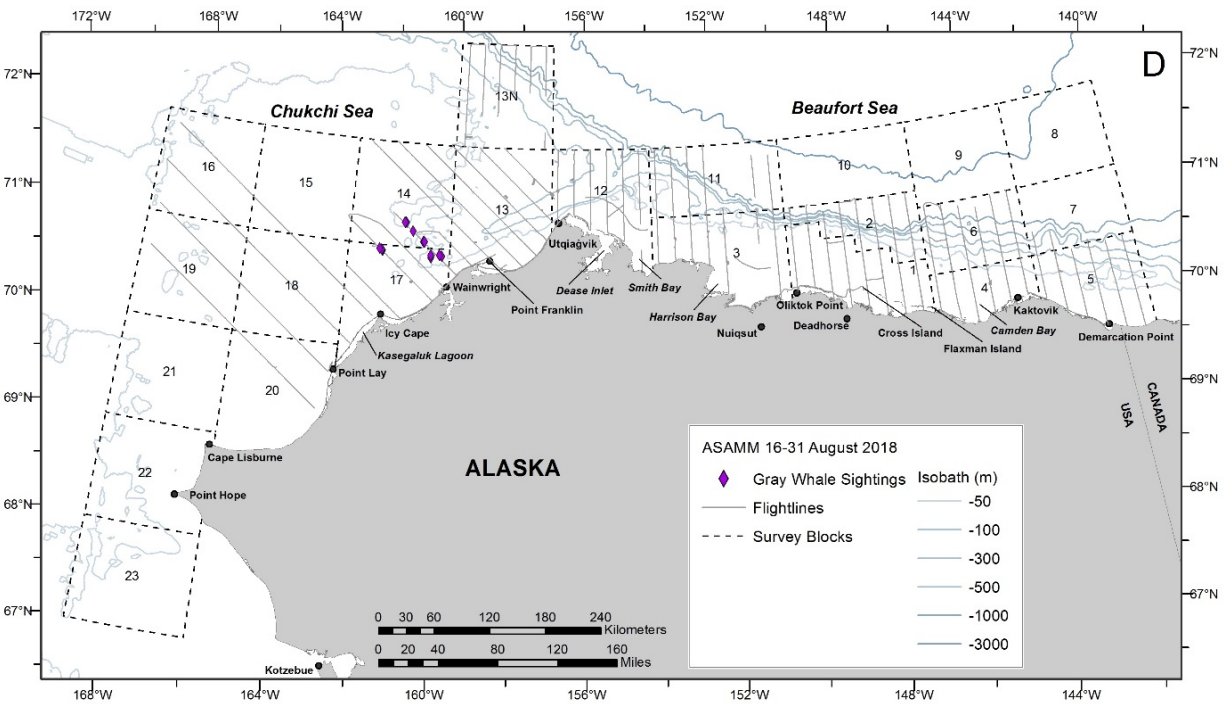 172°W 168°W 164°W 160°W 156°W 152°W 148°W 144°W 140°W
D
72°N 72°N
Chukchi Sea Beaufort Sea
13N
16 15 14 13 12 11 10 9 8
71°N 71°N
7
2 6
19 18 17 3 1 4 5
Utqiaġvik
70°N 70°N
Wainwright
Point Franklin
Dease Inlet
Smith Bay
Harrison Bay
Oliktok Point
Nuiqsut
Deadhorse
Cross Island
Flaxman Island
Camden Bay
Kaktovik
Demarcation Point
Icy Cape
Kasegaluk Lagoon
Point Lay
21 20
69°N 69°N
USA
CANADA
Cape Lisburne
22
Point Hope
68°N 68°N
ALASKA
23
67°N 67°N
ASAMM 16-31 August 2018
Gray Whale Sightings
Flightlines
Survey Blocks
Isobath (m)
-50
-100
-300
-500
-1000
-3000
0 30 60 120 180 240
Kilometers
0 20 40 80 120 160
Miles
Kotzebue
168°W 164°W 160°W 156°W 152°W 148°W 144°W